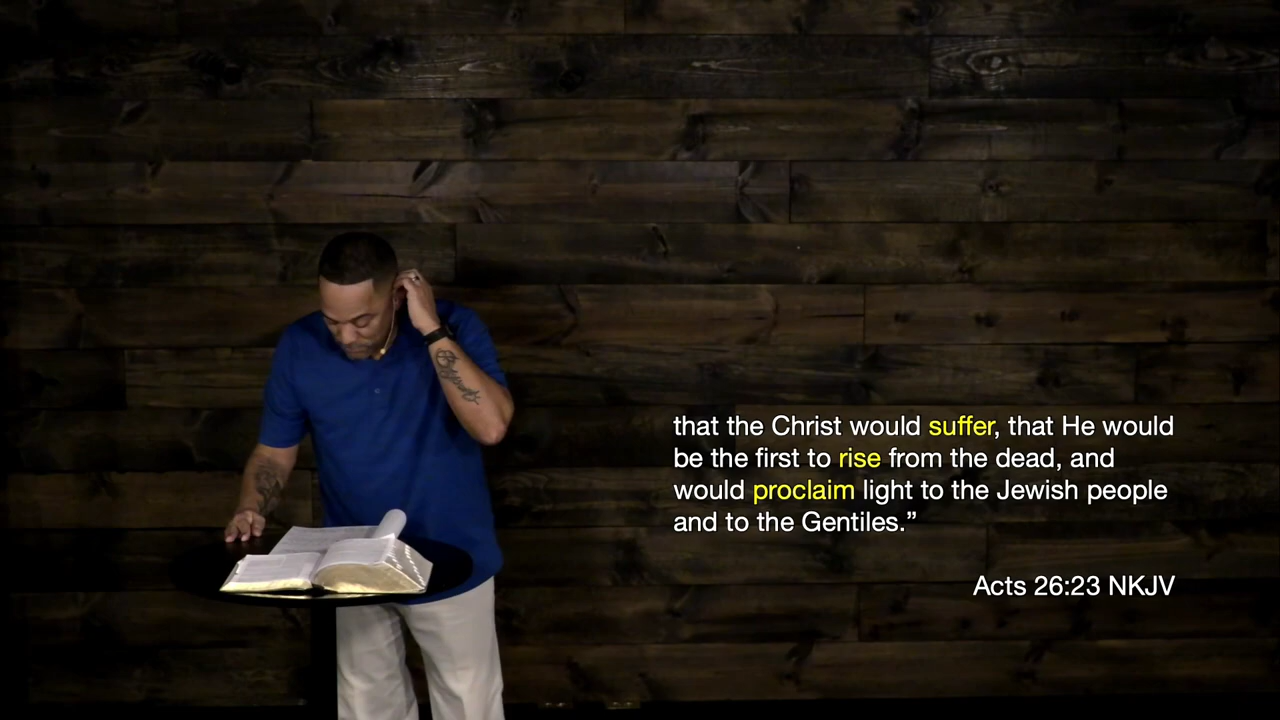 that the Christ would suffer, that He would
be the first to rise from the dead, and
would proclaim light to the Jewish people
and to the Gentiles.”
Acts 26:23 NKJV